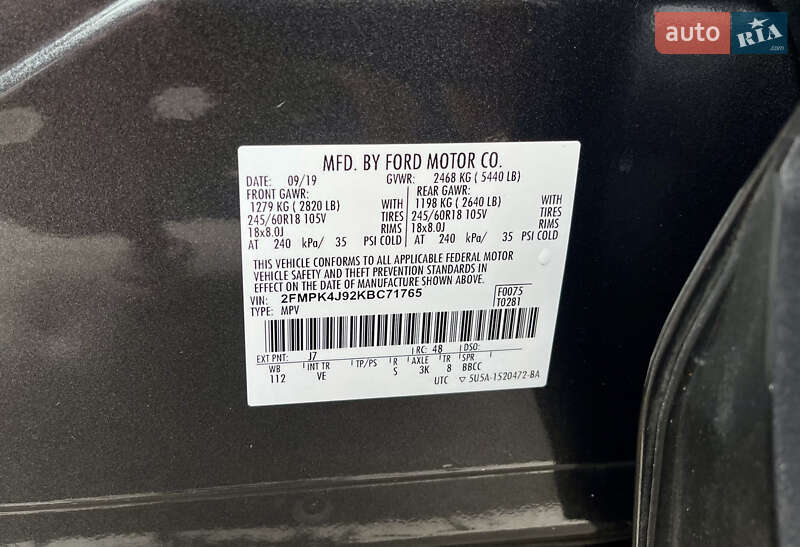 auto RIA.com
MFD. BY FORD MOTOR CO.
DATE: 09/19 GVWR: 2468 KG ( 5440 LB)
FRONT GAWR: REAR GAWR:
1279 KG ( 2820 LB) WITH 1198 KG ( 2640 LB) WITH
245/60R18 105V TIRES 245/60R18 105V TIRES
18x8.0J RIMS 18x8.0J RIMS
AT 240 kPa/ 35 PSI COLD AT 240 kPa/ 35 PSI COLD
THIS VEHICLE CONFORMS TO ALL APPLICABLE FEDERAL MOTOR
VEHICLE SAFETY AND THEFT PREVENTION STANDARDS IN
EFFECT ON THE DATE OF MANUFACTURE SHOWN ABOVE.
VIN: 2FMPK4J92KBC71765 F0075
TYPE: MPV T0281
EXT PNT: J7 RC: 48 DSO:
WB INT TR TP/PS R AXLE TR SPR
112 VE S 3K 8 BBCC
UTC ▽ 5U5A-1520472-BA